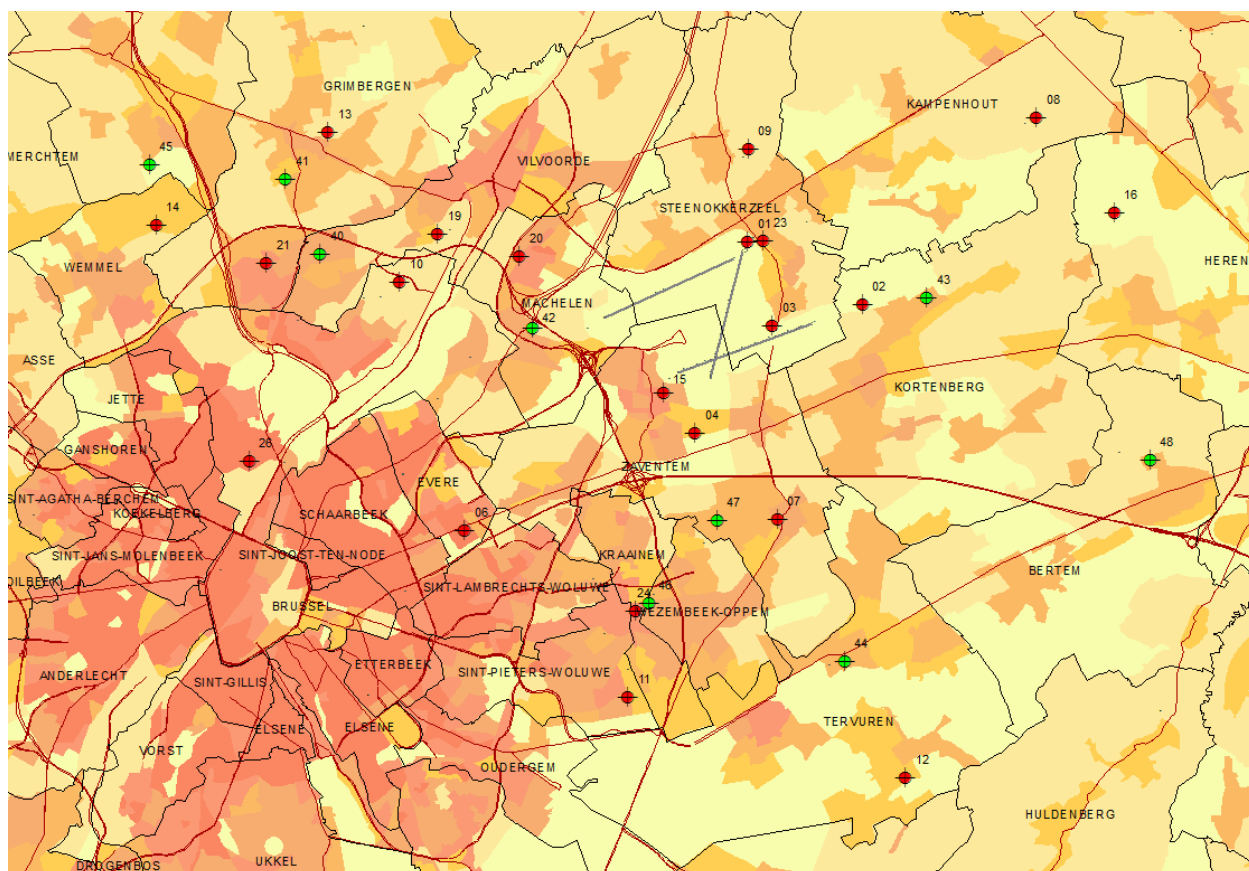 GRIMBERGEN
KAMPENHOUT
08
13
09
MERCHTEM
45
41
VILVOORDE
14
STEENOKKERZEEL
16
19
01
23
21
40
20
WEMMEL
10
02
43
HEREN
MACHELEN
42
03
ASSE
KORTENBERG
JETTE
15
04
GANSHOREN
26
48
ZAVENTEM
EVERE
SINT-AGATHA-BERCHEM
KOEKELBERG
SCHAARBEEK
06
47
07
SINT-JANS-MOLENBEEK
SINT-JOOST-TEN-NODE
KRAAINEM
BERTEM
DILBEEK
SINT-LAMBRECHTS-WOLUWE
46
24
WEZEMBEEK-OPPEM
BRUSSEL
44
ETTERBEEK
ANDERLECHT
SINT-GILLIS
SINT-PIETERS-WOLUWE
11
TERVUREN
ELSENE
ELSENE
VORST
12
OUDERGEM
HULDENBERG
UKKEL
DROGENBOS